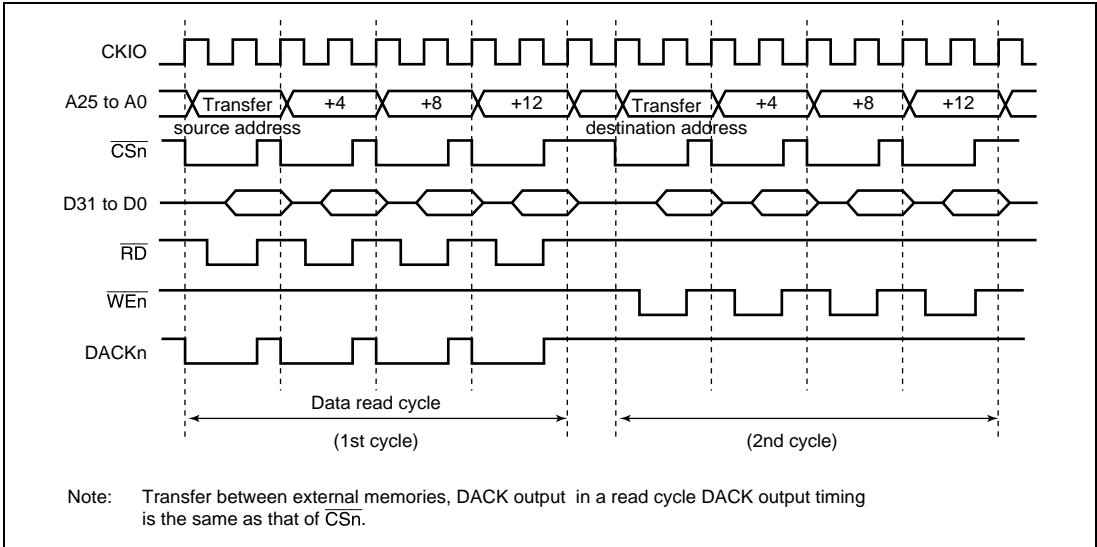 CKIO
A25 to A0
Transfer +4 +8 +12 Transfer +4 +8 +12
source address destination address
CSn
D31 to D0
RD
WEn
DACKn
Data read cycle
(1st cycle) (2nd cycle)
Note: Transfer between external memories, DACK output in a read cycle DACK output timing
is the same as that of CSn.